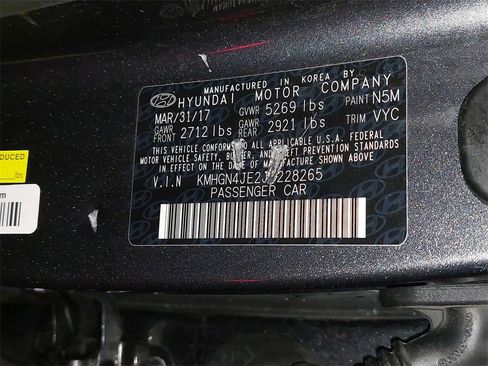 MANUFACTURED IN KOREA BY
HYUNDAI MOTOR COMPANY
MAR/31/17 GVWR 5269 lbs PAINT N5M
GAWR FRONT 2712 lbs GAWR REAR 2921 lbs TRIM VYC
THIS VEHICLE CONFORMS TO ALL APPLICABLE U.S.A. FEDERAL
MOTOR VEHICLE SAFETY, BUMPER, AND THEFT PREVENTION
STANDARDS IN EFFECT ON THE DATE OF MANUFACTURE SHOWN ABOVE.
V.I.N KMHGN4JE2J 228265
PASSENGER CAR
DUCED
m